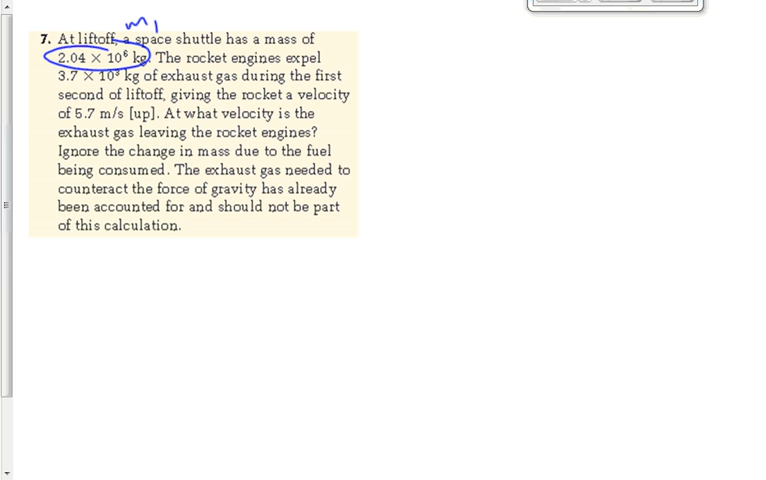 m1
7. At liftoff, a space shuttle has a mass of
2.04 × 10⁶ kg. The rocket engines expel
3.7 × 10³ kg of exhaust gas during the first
second of liftoff, giving the rocket a velocity
of 5.7 m/s [up]. At what velocity is the
exhaust gas leaving the rocket engines?
Ignore the change in mass due to the fuel
being consumed. The exhaust gas needed to
counteract the force of gravity has already
been accounted for and should not be part
of this calculation.